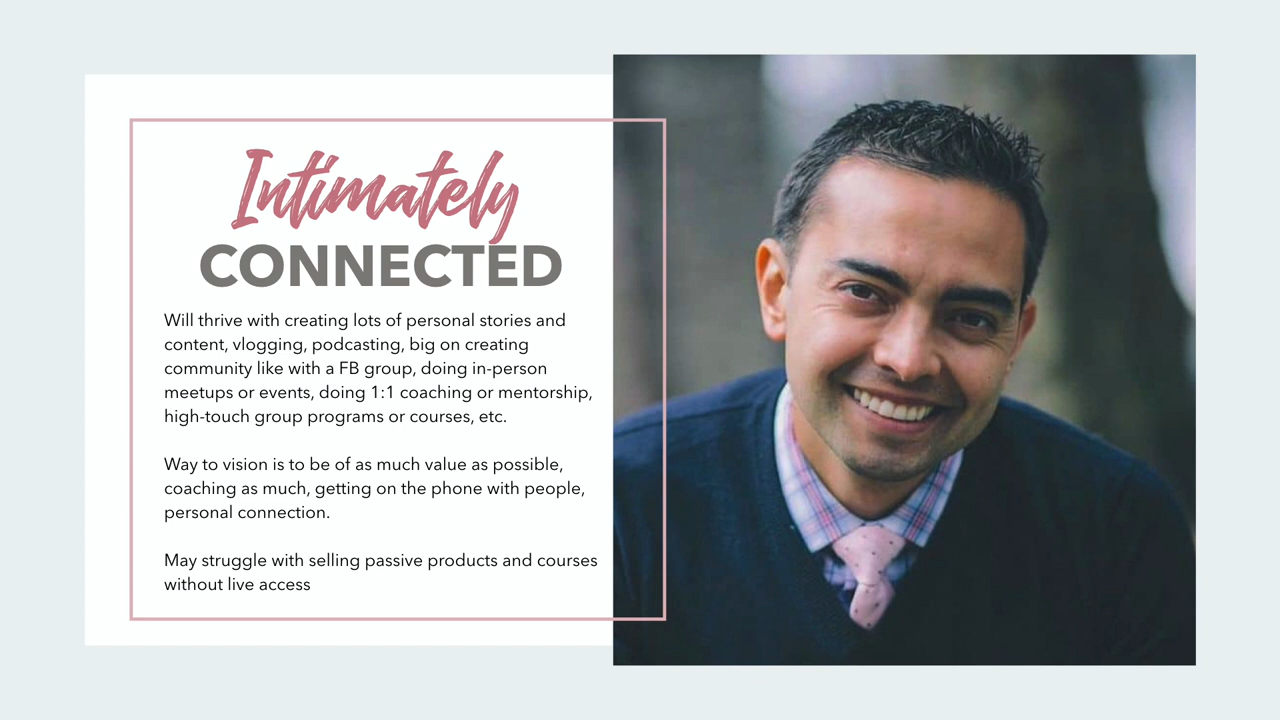 Intimately
CONNECTED
Will thrive with creating lots of personal stories and
content, vlogging, podcasting, big on creating
community like with a FB group, doing in-person
meetups or events, doing 1:1 coaching or mentorship,
high-touch group programs or courses, etc.
Way to vision is to be of as much value as possible,
coaching as much, getting on the phone with people,
personal connection.
May struggle with selling passive products and courses
without live access